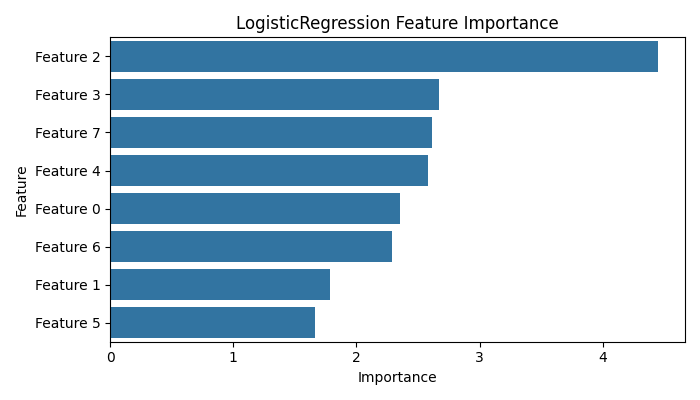 LogisticRegression Feature Importance
Feature
Feature 2
Feature 3
Feature 7
Feature 4
Feature 0
Feature 6
Feature 1
Feature 5
0 1 2 3 4
Importance